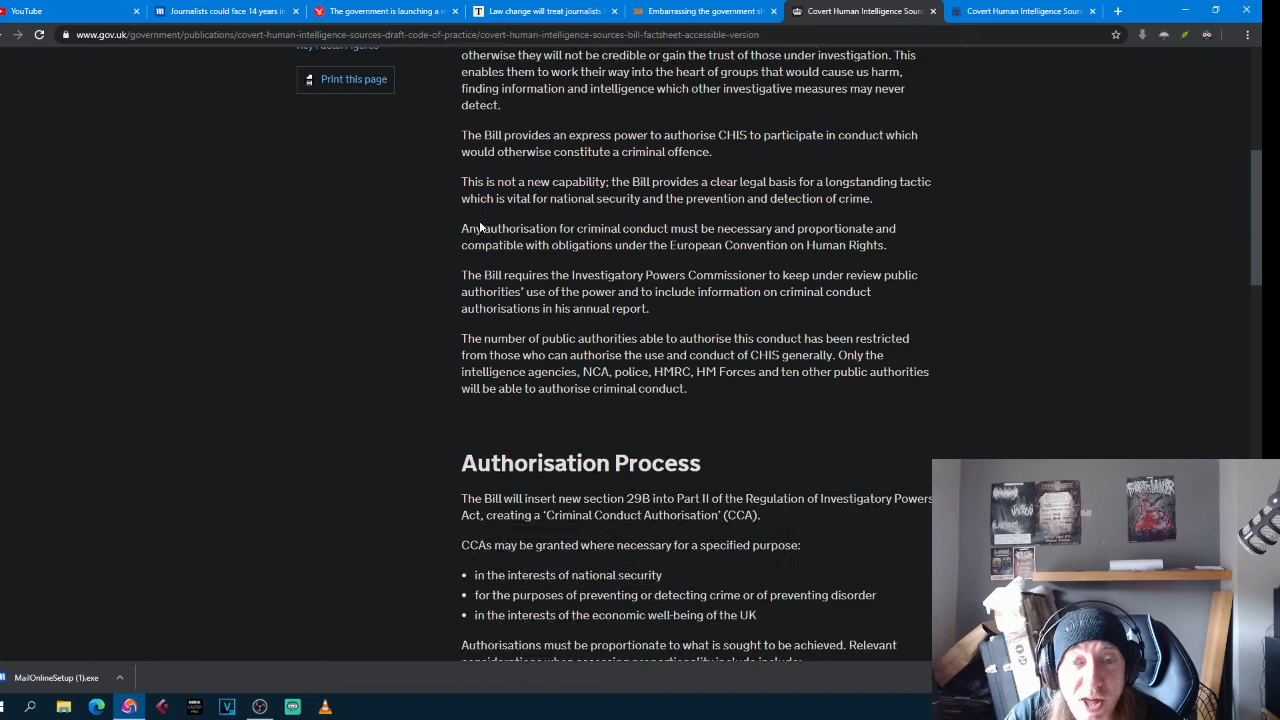 YouTube
Journalists could face 14 years in
The government is launching a n
Law change will treat journalists l
Embarrassing the government sh
Covert Human Intelligence Sourc
Covert Human Intelligence Sourc
www.gov.uk/government/publications/covert-human-intelligence-sources-draft-code-of-practice/covert-human-intelligence-sources-bill-factsheet-accessible-version
Key Factor Figures
Print this page
otherwise they will not be credible or gain the trust of those under investigation. This
enables them to work their way into the heart of groups that would cause us harm,
finding information and intelligence which other investigative measures may never
detect.
The Bill provides an express power to authorise CHIS to participate in conduct which
would otherwise constitute a criminal offence.
This is not a new capability; the Bill provides a clear legal basis for a longstanding tactic
which is vital for national security and the prevention and detection of crime.
Any authorisation for criminal conduct must be necessary and proportionate and
compatible with obligations under the European Convention on Human Rights.
The Bill requires the Investigatory Powers Commissioner to keep under review public
authorities' use of the power and to include information on criminal conduct
authorisations in his annual report.
The number of public authorities able to authorise this conduct has been restricted
from those who can authorise the use and conduct of CHIS generally. Only the
intelligence agencies, NCA, police, HMRC, HM Forces and ten other public authorities
will be able to authorise criminal conduct.
Authorisation Process
The Bill will insert new section 29B into Part II of the Regulation of Investigatory Powers
Act, creating a ‘Criminal Conduct Authorisation’ (CCA).
CCAs may be granted where necessary for a specified purpose:
• in the interests of national security
• for the purposes of preventing or detecting crime or of preventing disorder
• in the interests of the economic well-being of the UK
Authorisations must be proportionate to what is sought to be achieved. Relevant
considerations when assessing proportionality include include:
MailOnlineSetup (1).exe